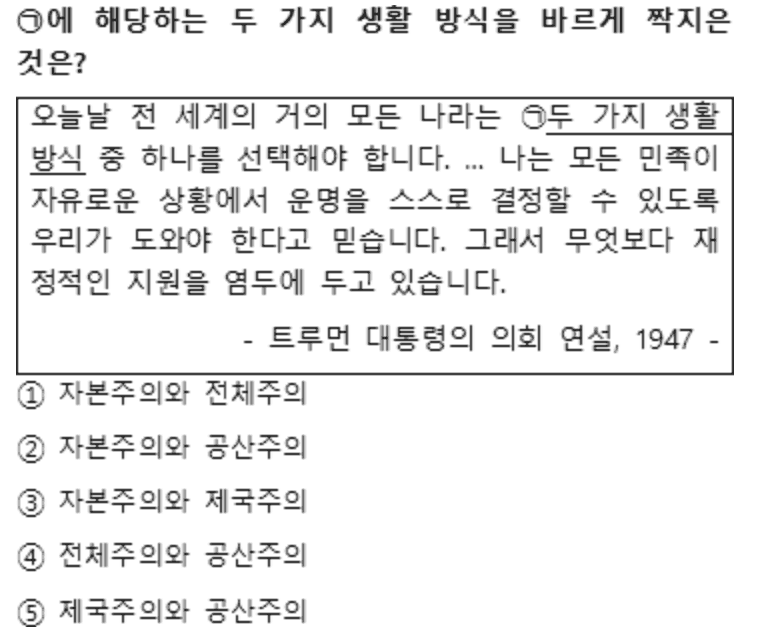 ㉠에 해당하는 두 가지 생활 방식을 바르게 짝지은
것은?
오늘날 전 세계의 거의 모든 나라는 ㉠두 가지 생활
방식 중 하나를 선택해야 합니다. ... 나는 모든 민족이
자유로운 상황에서 운명을 스스로 결정할 수 있도록
우리가 도와야 한다고 믿습니다. 그래서 무엇보다 재
정적인 지원을 염두에 두고 있습니다.
- 트루먼 대통령의 의회 연설, 1947 -
① 자본주의와 전체주의
② 자본주의와 공산주의
③ 자본주의와 제국주의
④ 전체주의와 공산주의
⑤ 제국주의와 공산주의